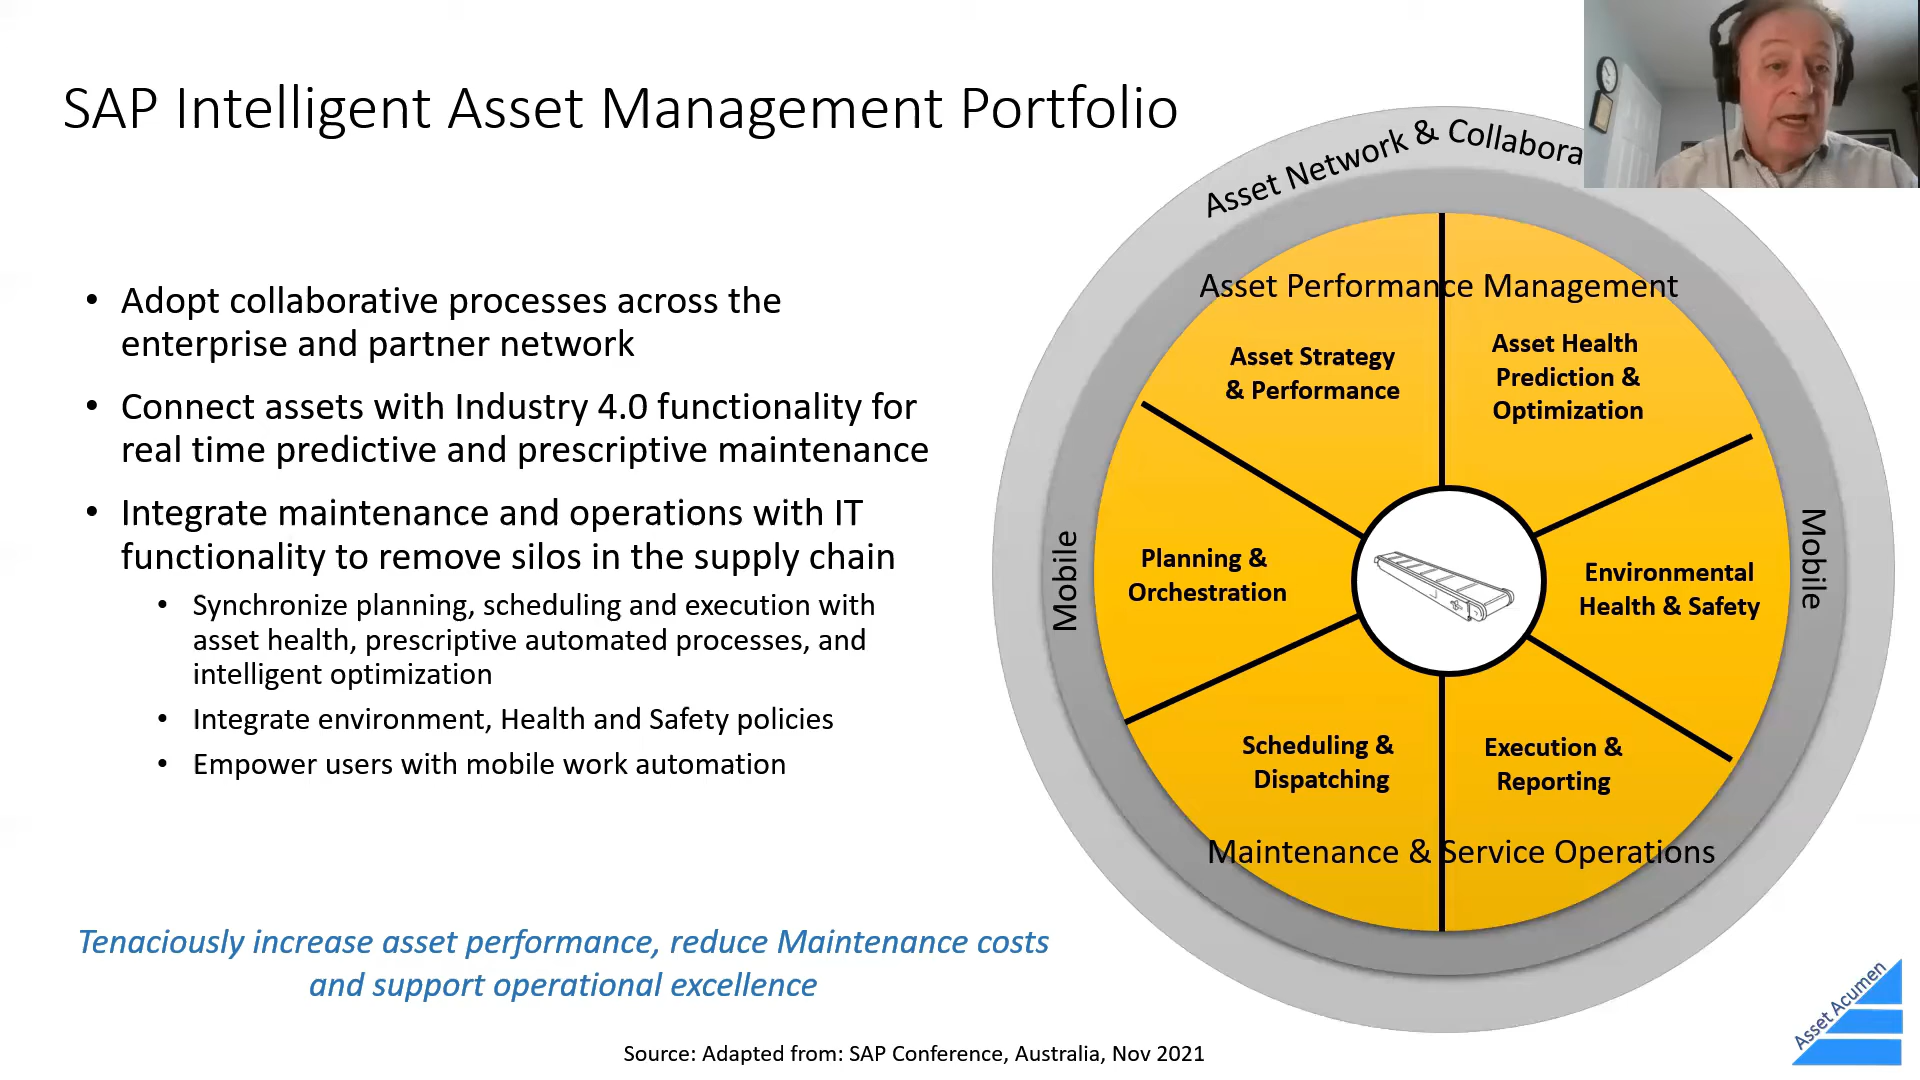 SAP Intelligent Asset Management Portfolio
• Adopt collaborative processes across the
enterprise and partner network
• Connect assets with Industry 4.0 functionality for
real time predictive and prescriptive maintenance
• Integrate maintenance and operations with IT
functionality to remove silos in the supply chain
• Synchronize planning, scheduling and execution with
asset health, prescriptive automated processes, and
intelligent optimization
• Integrate environment, Health and Safety policies
• Empower users with mobile work automation
Tenaciously increase asset performance, reduce Maintenance costs
and support operational excellence
Asset Network & Collabora
Asset Performance Management
Asset Strategy
& Performance
Asset Health
Prediction &
Optimization
Mobile
Planning &
Orchestration
Environmental
Health & Safety
Mobile
Scheduling &
Dispatching
Execution &
Reporting
Maintenance & Service Operations
Source: Adapted from: SAP Conference, Australia, Nov 2021
Asset Acumen